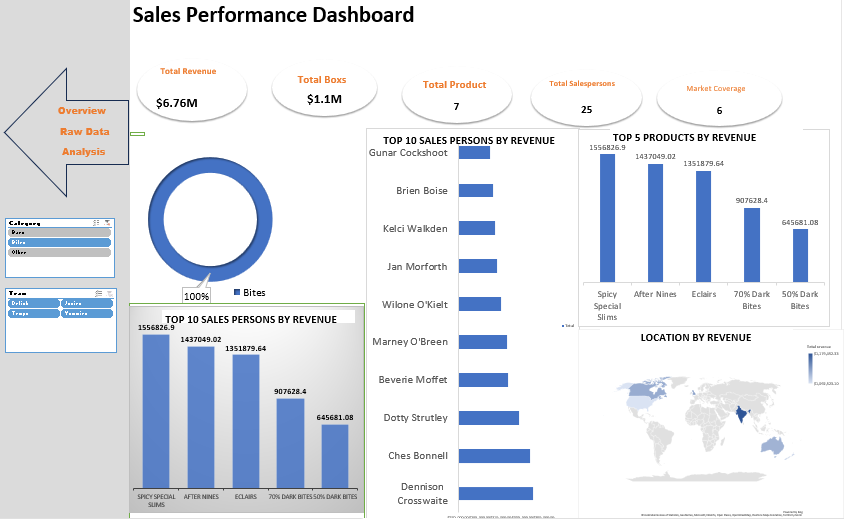 Sales Performance Dashboard
Total Revenue
$6.76M
Total Boxs
$1.1M
Total Product
7
Total Salespersons
25
Market Coverage
6
Overview
Raw Data
Analysis
Category
Bars
Bites
Other
Team
Delish
Jucies
Tempo
Yummies
100%
Bites
TOP 10 SALES PERSONS BY REVENUE
1556826.9
1437049.02
1351879.64
907628.4
645681.08
SPICY SPECIAL
SLIMS
AFTER NINES
ECLAIRS
70% DARK BITES
50% DARK BITES
TOP 10 SALES PERSONS BY REVENUE
Gunar Cockshoot
Brien Boise
Kelci Walkden
Jan Morforth
Wilone O'Kielt
Marney O'Breen
Beverie Moffet
Dotty Strutley
Ches Bonnell
Dennison
Crosswaite
Total
TOP 5 PRODUCTS BY REVENUE
1556826.9
1437049.02
1351879.64
907628.4
645681.08
Spicy
Special
Slims
After Nines
Eclairs
70% Dark
Bites
50% Dark
Bites
LOCATION BY REVENUE
Total revenue